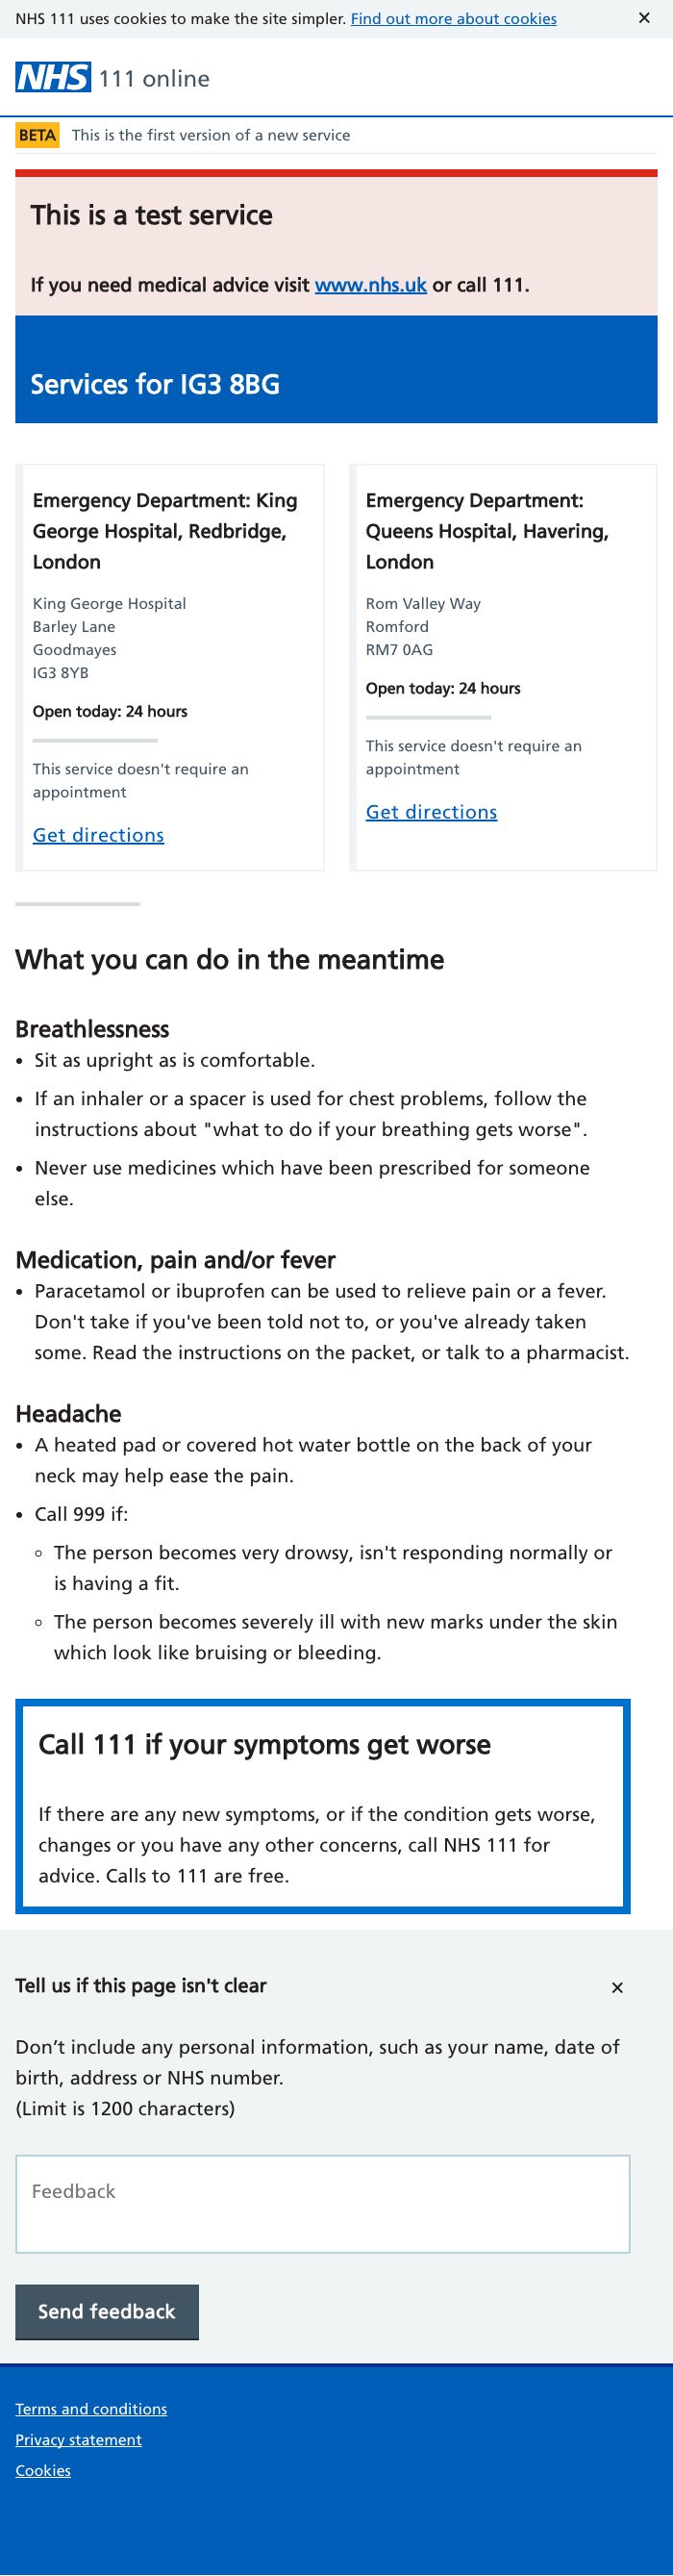 NHS 111 uses cookies to make the site simpler. Find out more about cookies ✕
NHS 111 online
BETA This is the first version of a new service
This is a test service
If you need medical advice visit www.nhs.uk or call 111.
Services for IG3 8BG
Emergency Department: King
George Hospital, Redbridge,
London
King George Hospital
Barley Lane
Goodmayes
IG3 8YB
Open today: 24 hours
This service doesn't require an
appointment
Get directions
Emergency Department:
Queens Hospital, Havering,
London
Rom Valley Way
Romford
RM7 0AG
Open today: 24 hours
This service doesn't require an
appointment
Get directions
What you can do in the meantime
Breathlessness
• Sit as upright as is comfortable.
• If an inhaler or a spacer is used for chest problems, follow the
instructions about "what to do if your breathing gets worse".
• Never use medicines which have been prescribed for someone
else.
Medication, pain and/or fever
• Paracetamol or ibuprofen can be used to relieve pain or a fever.
Don't take if you've been told not to, or you've already taken
some. Read the instructions on the packet, or talk to a pharmacist.
Headache
• A heated pad or covered hot water bottle on the back of your
neck may help ease the pain.
• Call 999 if:
◦ The person becomes very drowsy, isn't responding normally or
is having a fit.
◦ The person becomes severely ill with new marks under the skin
which look like bruising or bleeding.
Call 111 if your symptoms get worse
If there are any new symptoms, or if the condition gets worse,
changes or you have any other concerns, call NHS 111 for
advice. Calls to 111 are free.
Tell us if this page isn't clear ✕
Don’t include any personal information, such as your name, date of
birth, address or NHS number.
(Limit is 1200 characters)
Feedback
Send feedback
Terms and conditions
Privacy statement
Cookies